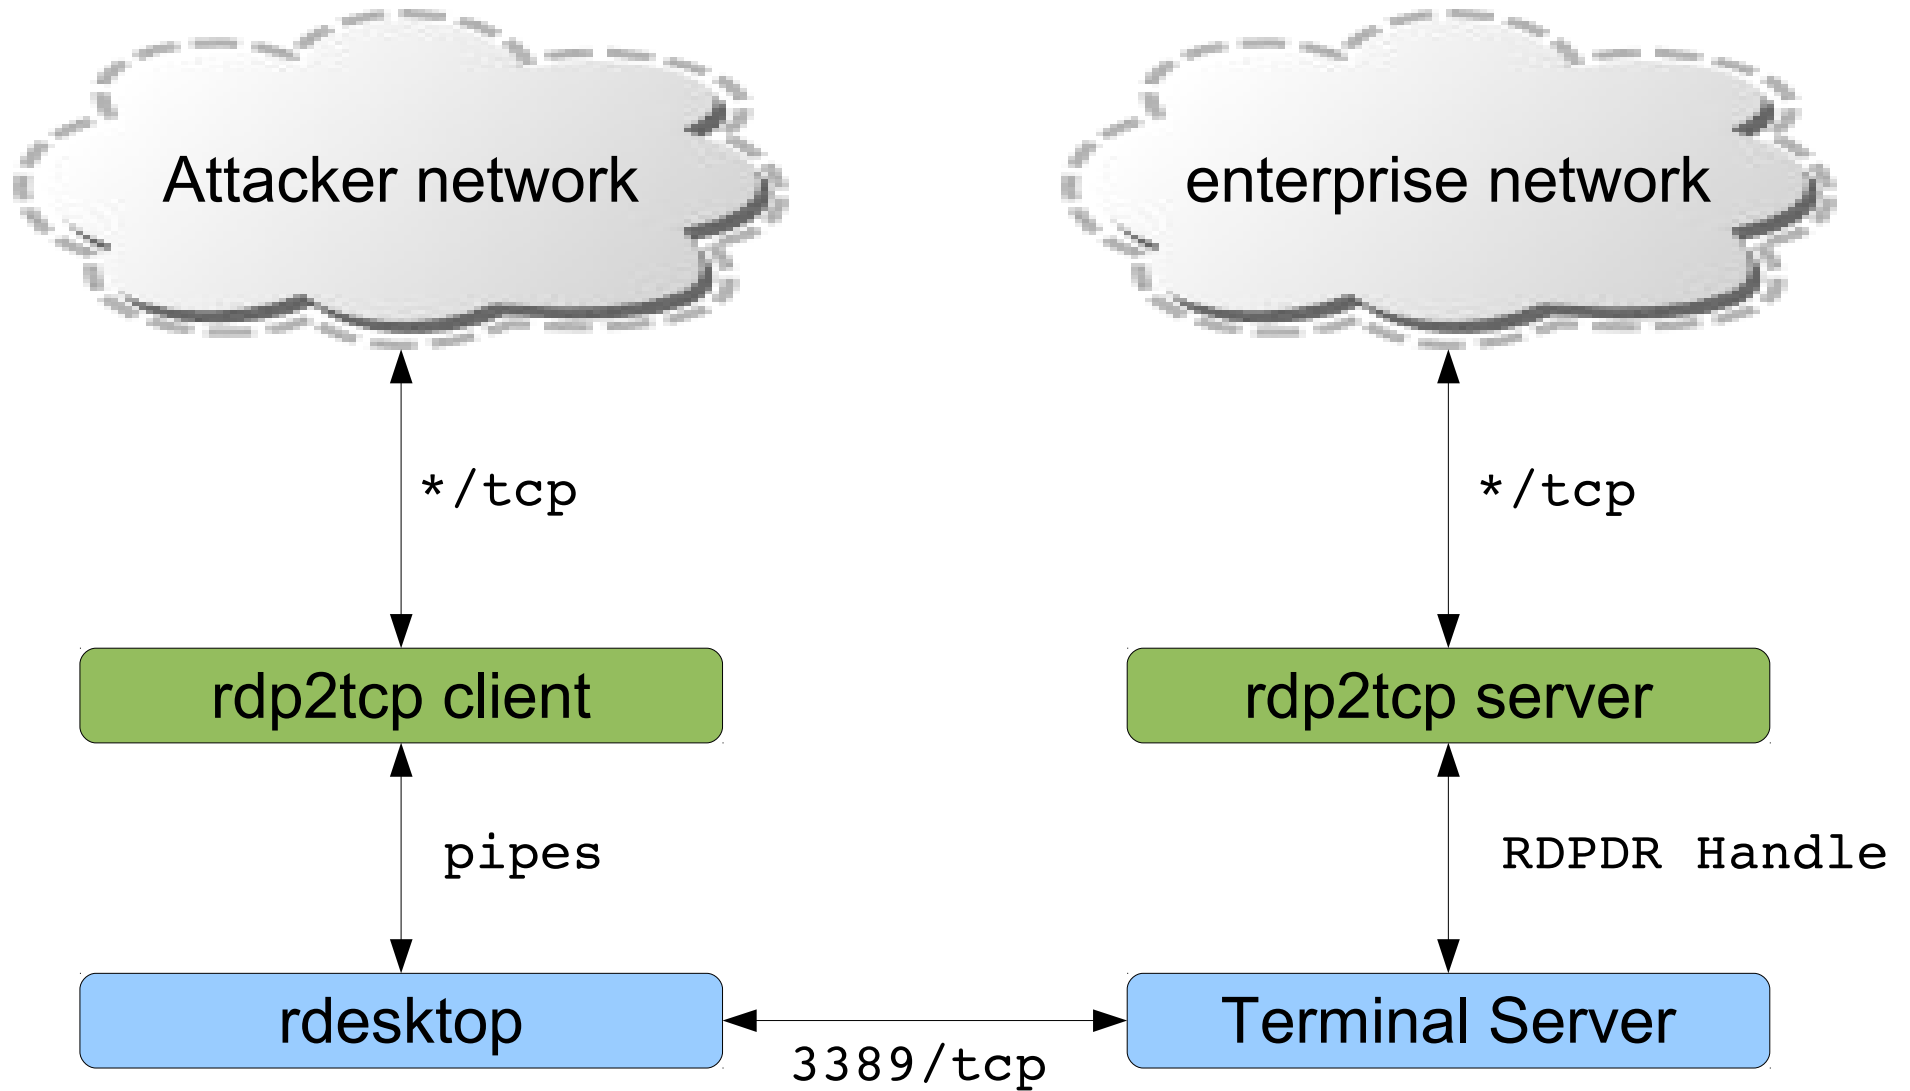 Attacker network
enterprise network
*/tcp
*/tcp
rdp2tcp client
rdp2tcp server
pipes
RDPDR Handle
rdesktop
Terminal Server
3389/tcp